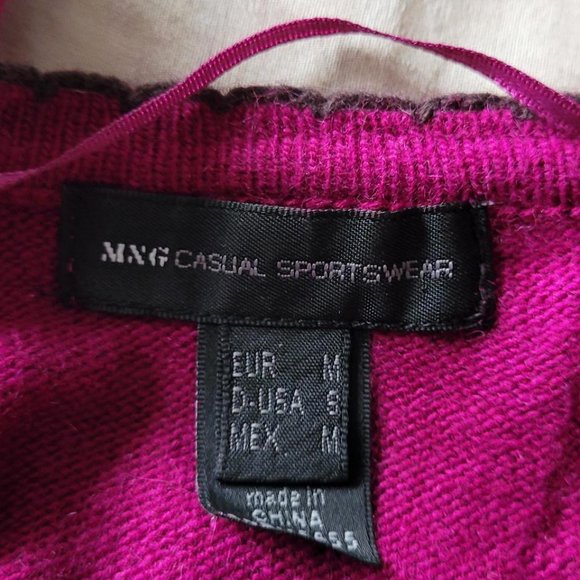 MNG CASUAL SPORTSWEAR
EUR M
D-USA S
MEX M
made in
CHINA